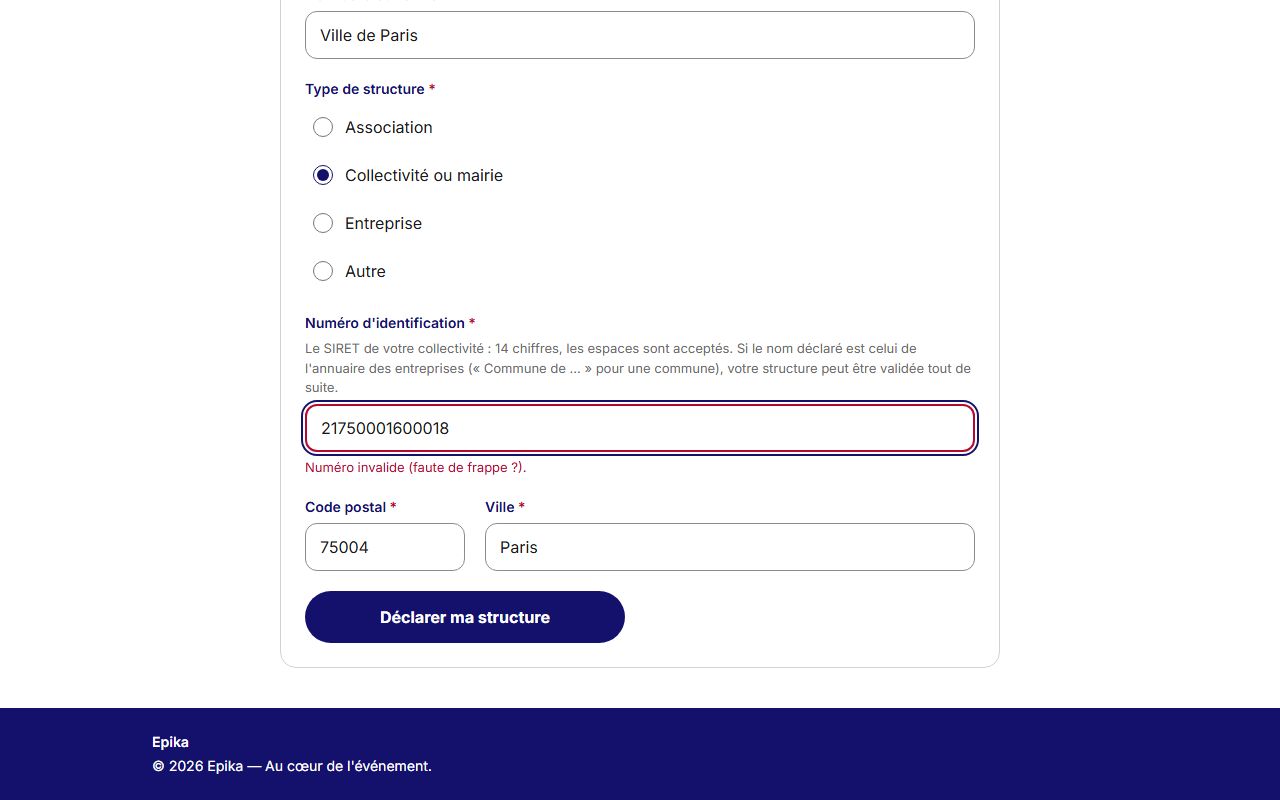 Ville de Paris
Type de structure *
Association
Collectivité ou mairie
Entreprise
Autre
Numéro d'identification *
Le SIRET de votre collectivité : 14 chiffres, les espaces sont acceptés. Si le nom déclaré est celui de
l'annuaire des entreprises (« Commune de ... » pour une commune), votre structure peut être validée tout de
suite.
21750001600018
Numéro invalide (faute de frappe ?).
Code postal * Ville *
75004 Paris
Déclarer ma structure
Epika
© 2026 Epika — Au cœur de l'événement.